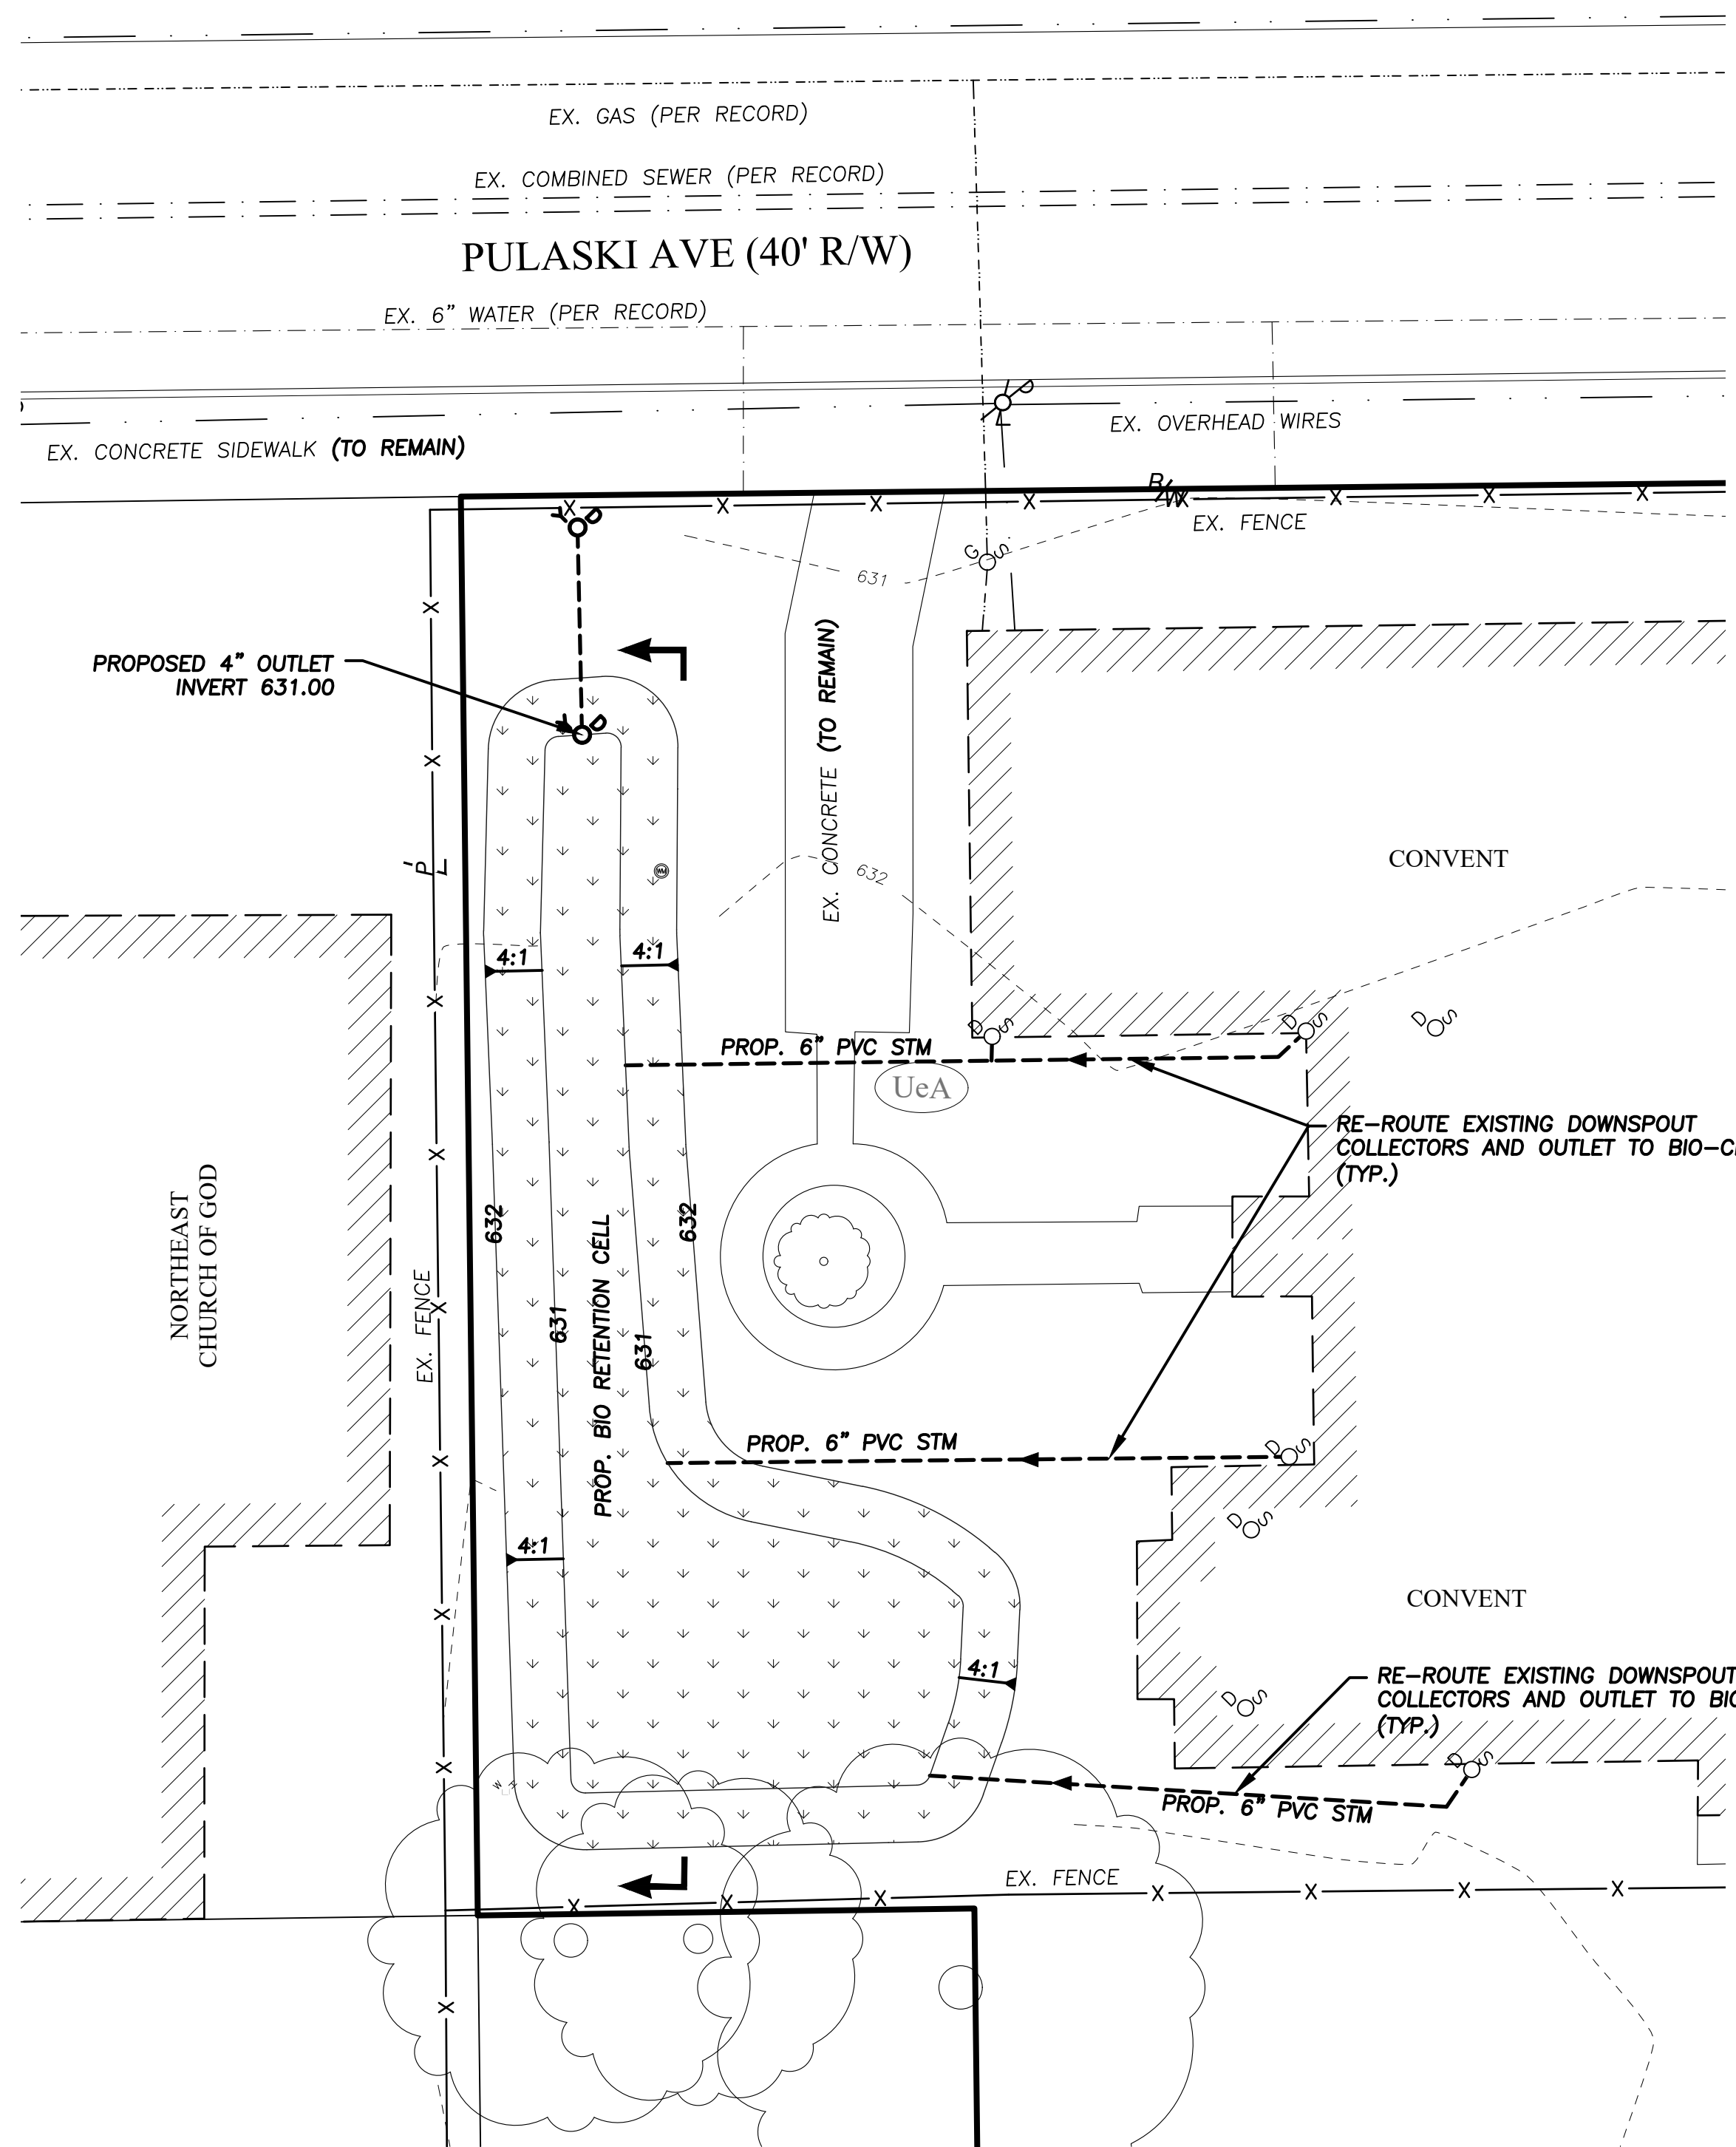 EX. GAS (PER RECORD)
EX. COMBINED SEWER (PER RECORD)
PULASKI AVE (40' R/W)
EX. 6" WATER (PER RECORD)
EX. OVERHEAD WIRES
EX. CONCRETE SIDEWALK (TO REMAIN)
R/W
EX. FENCE
YD
G S
631
PROPOSED 4" OUTLET
INVERT 631.00
YD
EX. CONCRETE (TO REMAIN)
CONVENT
PL
632
WM
4:1
4:1
D S
D S
D S
PROP. 6" PVC STM
UeA
RE-ROUTE EXISTING DOWNSPOUT
COLLECTORS AND OUTLET TO
(TYP.)
NORTHEAST
CHURCH OF GOD
EX. FENCE
632
632
631
631
PROP. BIO RETENTION CELL
PROP. 6" PVC STM
D S
D S
4:1
CONVENT
4:1
D S
RE-ROUTE EXISTING DOWNSPOUT
COLLECTORS AND OUTLET TO
(TYP.)
D S
PROP. 6" PVC STM
EX. FENCE